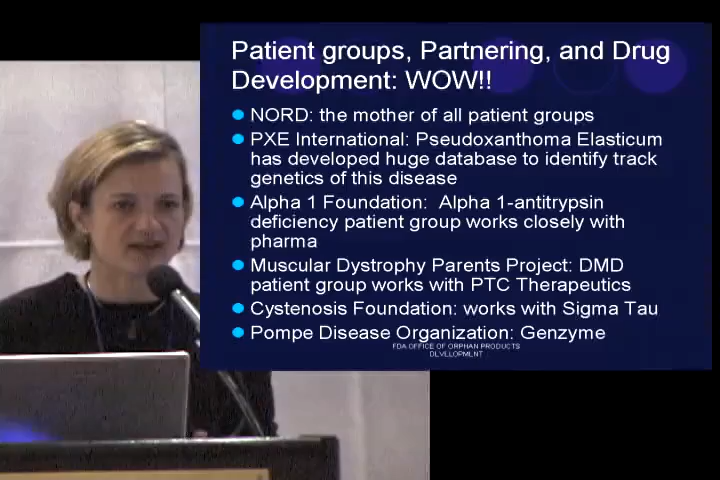 Patient groups, Partnering, and Drug
Development: WOW!!
NORD: the mother of all patient groups
PXE International: Pseudoxanthoma Elasticum
has developed huge database to identify track
genetics of this disease
Alpha 1 Foundation: Alpha 1-antitrypsin
deficiency patient group works closely with
pharma
Muscular Dystrophy Parents Project: DMD
patient group works with PTC Therapeutics
Cystenosis Foundation: works with Sigma Tau
Pompe Disease Organization: Genzyme
FDA OFFICE OF ORPHAN PRODUCTS
DEVELOPMENT